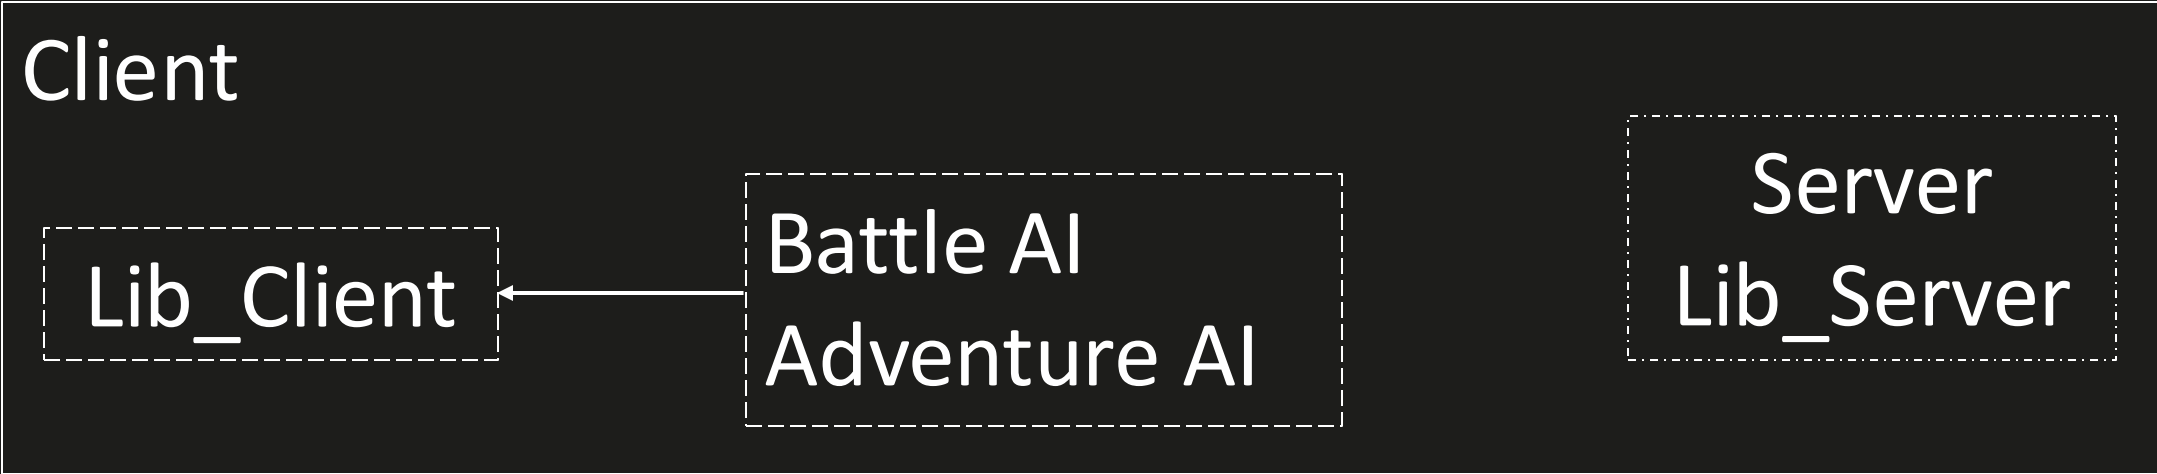 Client
Lib_Client
Battle AI
Adventure AI
Server
Lib_Server